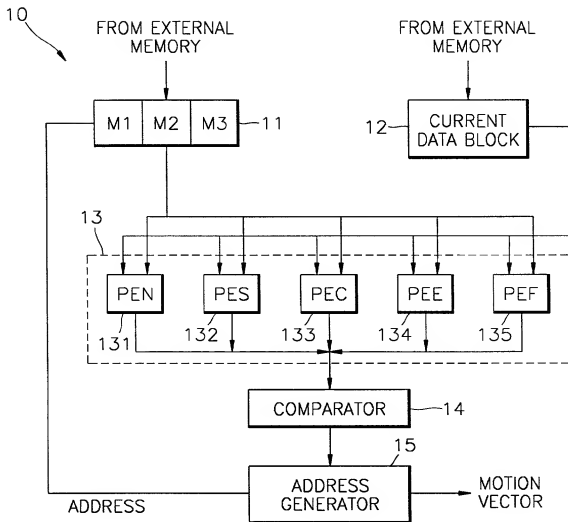 10
FROM EXTERNAL
MEMORY
FROM EXTERNAL
MEMORY
M1 M2 M3
11
12
CURRENT
DATA BLOCK
13
PEN
PES
PEC
PEE
PEF
131
132
133
134
135
COMPARATOR
14
15
ADDRESS
GENERATOR
ADDRESS
MOTION
VECTOR